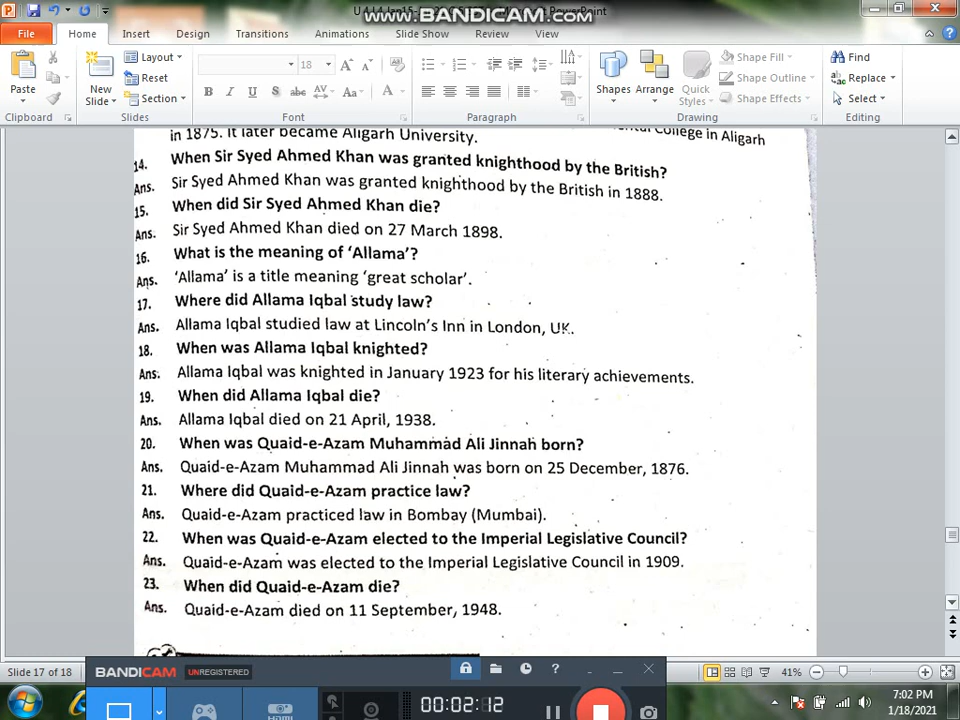 www.BANDICAM.com
PowerPoint
File Home Insert Design Transitions Animations Slide Show Review View
Paste
Clipboard
New Slide
Layout
Reset
Section
Slides
18
Font
Paragraph
Shapes
Arrange
Quick Styles
Shape Fill
Shape Outline
Shape Effects
Drawing
Find
Replace
Select
Editing
in 1875. It later became Aligarh University. College in Aligarh
14. When Sir Syed Ahmed Khan was granted knighthood by the British?
Ans. Sir Syed Ahmed Khan was granted knighthood by the British in 1888.
15. When did Sir Syed Ahmed Khan die?
Ans. Sir Syed Ahmed Khan died on 27 March 1898.
16. What is the meaning of ‘Allama’?
Ans. ‘Allama’ is a title meaning ‘great scholar’.
17. Where did Allama Iqbal study law?
Ans. Allama Iqbal studied law at Lincoln’s Inn in London, UK.
18. When was Allama Iqbal knighted?
Ans. Allama Iqbal was knighted in January 1923 for his literary achievements.
19. When did Allama Iqbal die?
Ans. Allama Iqbal died on 21 April, 1938.
20. When was Quaid-e-Azam Muhammad Ali Jinnah born?
Ans. Quaid-e-Azam Muhammad Ali Jinnah was born on 25 December, 1876.
21. Where did Quaid-e-Azam practice law?
Ans. Quaid-e-Azam practiced law in Bombay (Mumbai).
22. When was Quaid-e-Azam elected to the Imperial Legislative Council?
Ans. Quaid-e-Azam was elected to the Imperial Legislative Council in 1909.
23. When did Quaid-e-Azam die?
Ans. Quaid-e-Azam died on 11 September, 1948.
Slide 17 of 18
BANDICAM UNREGISTERED
41%
HDMI
00:02:12
7:02 PM
1/18/2021